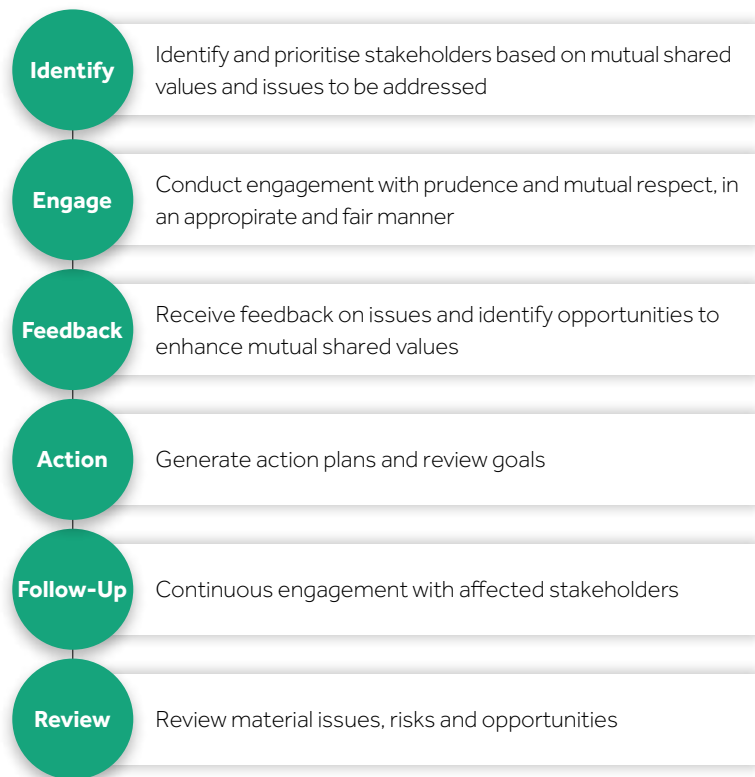 Identify
Identify and prioritise stakeholders based on mutual shared
values and issues to be addressed
Engage
Conduct engagement with prudence and mutual respect, in
an appropirate and fair manner
Feedback
Receive feedback on issues and identify opportunities to
enhance mutual shared values
Action
Generate action plans and review goals
Follow-Up
Continuous engagement with affected stakeholders
Review
Review material issues, risks and opportunities